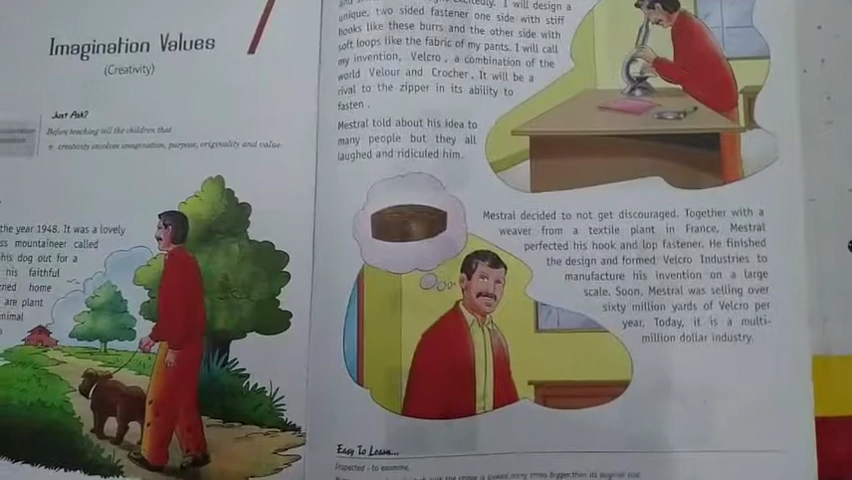 Imagination Values
(Creativity)
Just Ask?
Before teaching tell the children that
creativity involves imagination, purpose, originality and value
the year 1948. It was a lovely
ss mountaineer called
his dog out for a
his faithful
ned home
are plant
nimal
excitedly. I will design a
unique, two sided fastener one side with stiff
hooks like these burrs and the other side with
soft loops like the fabric of my pants. I will call
my invention, Velcro , a combination of the
world Velour and Crocher. It will be a
rival to the zipper in its ability to
fasten .
Mestral told about his idea to
many people but they all
laughed and ridiculed him.
Mestral decided to not get discouraged. Together with a
weaver from a textile plant in France, Mestral
perfected his hook and lop fastener. He finished
the design and formed Velcro Industries to
manufacture his invention on a large
scale. Soon, Mestral was selling over
sixty million yards of Velcro per
year. Today, it is a multi-
million dollar industry.
Easy To Learn...
Inspected - to examine,